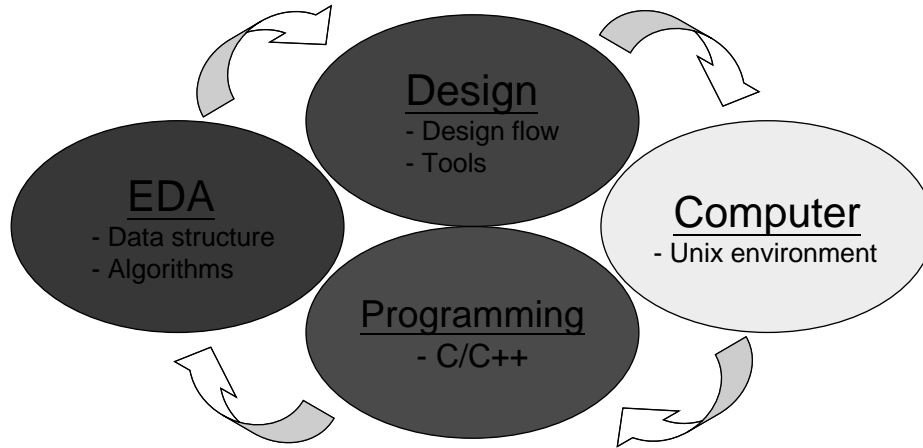 Design
- Design flow
- Tools
EDA
- Data structure
- Algorithms
Computer
- Unix environment
Programming
- C/C++